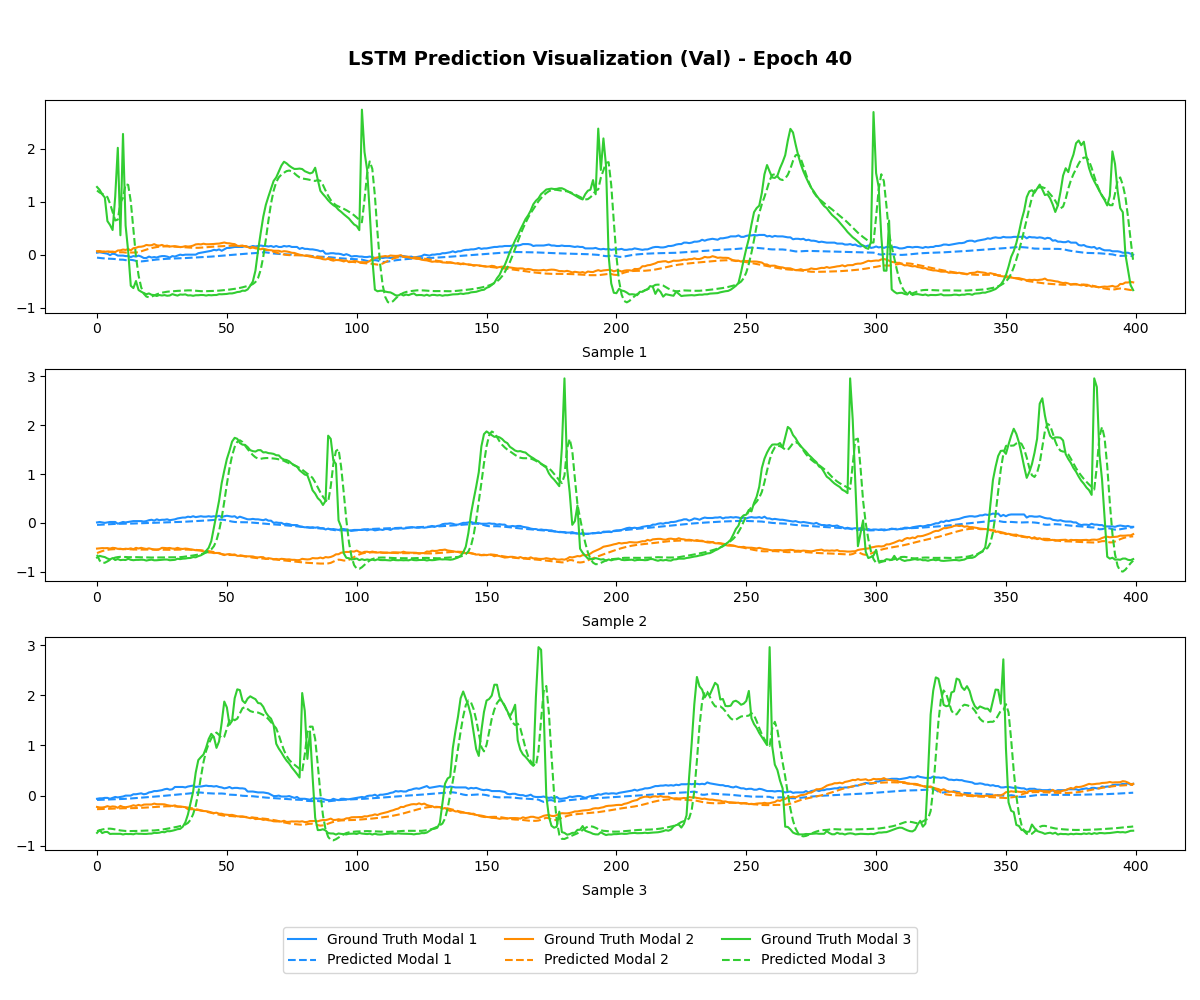 LSTM Prediction Visualization (Val) - Epoch 40
2
1
0
−1
0 50 100 150 200 250 300 350 400
Sample 1
3
2
1
0
−1
0 50 100 150 200 250 300 350 400
Sample 2
3
2
1
0
−1
0 50 100 150 200 250 300 350 400
Sample 3
Ground Truth Modal 1 Ground Truth Modal 2 Ground Truth Modal 3
Predicted Modal 1 Predicted Modal 2 Predicted Modal 3